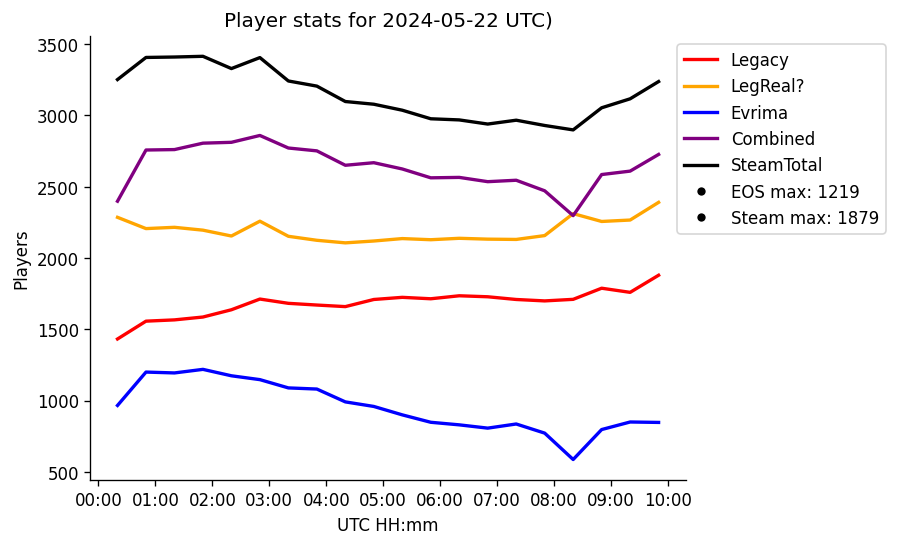 Player stats for 2024-05-22 UTC)
3500
3000
2500
2000
1500
1000
500
Players
00:00 01:00 02:00 03:00 04:00 05:00 06:00 07:00 08:00 09:00 10:00
UTC HH:mm
Legacy
LegReal?
Evrima
Combined
SteamTotal
EOS max: 1219
Steam max: 1879